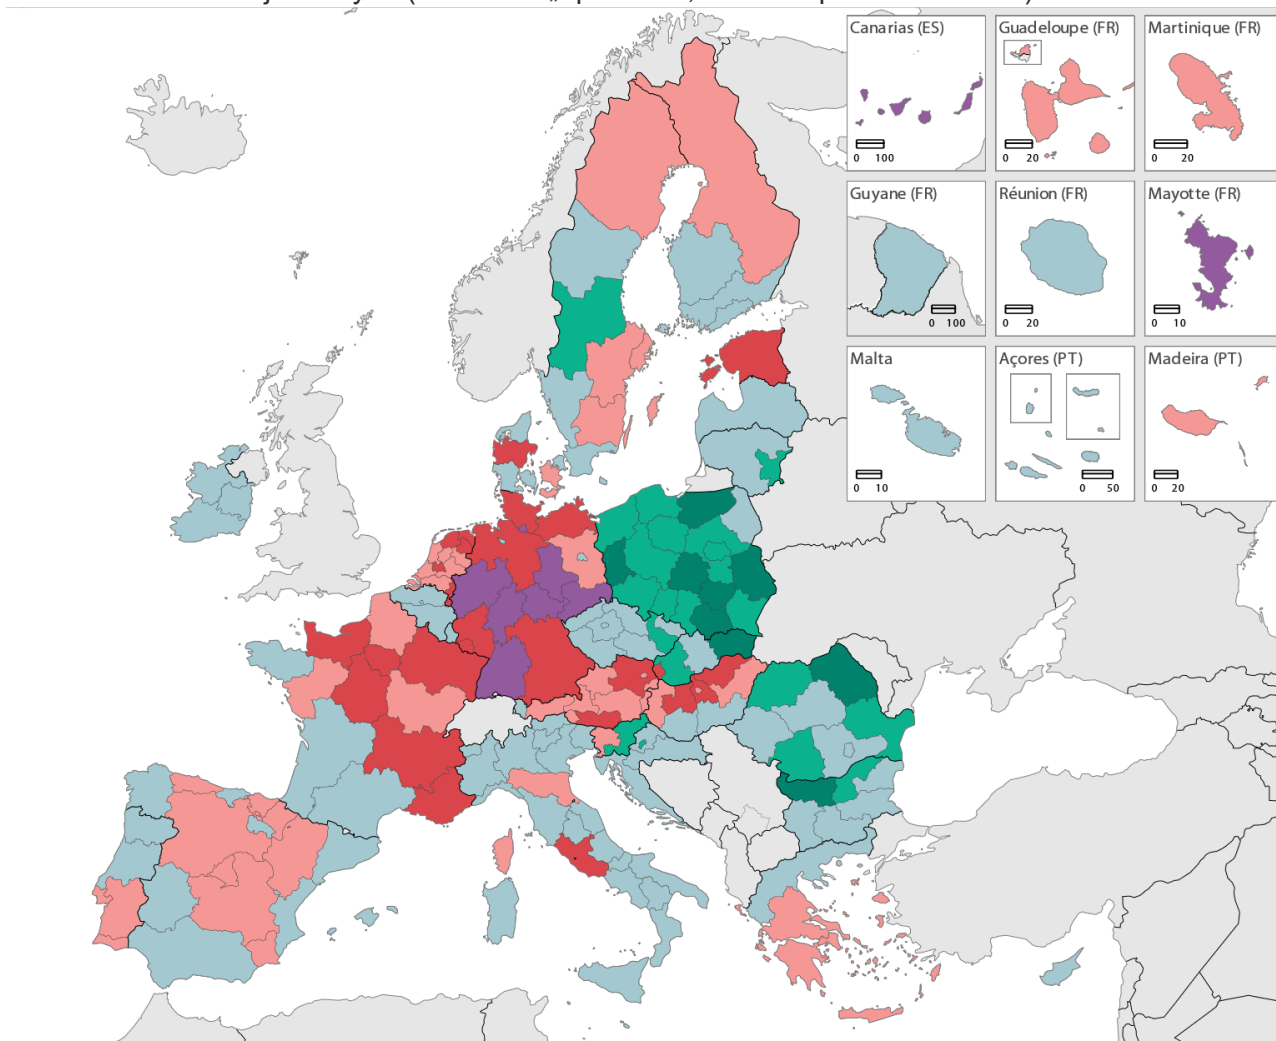 Canarias (ES)
0 100
Guadeloupe (FR)
0 20
Martinique (FR)
0 20
Guyane (FR)
0 100
Réunion (FR)
0 20
Mayotte (FR)
0 10
Malta
0 10
Açores (PT)
0 50
Madeira (PT)
0 20